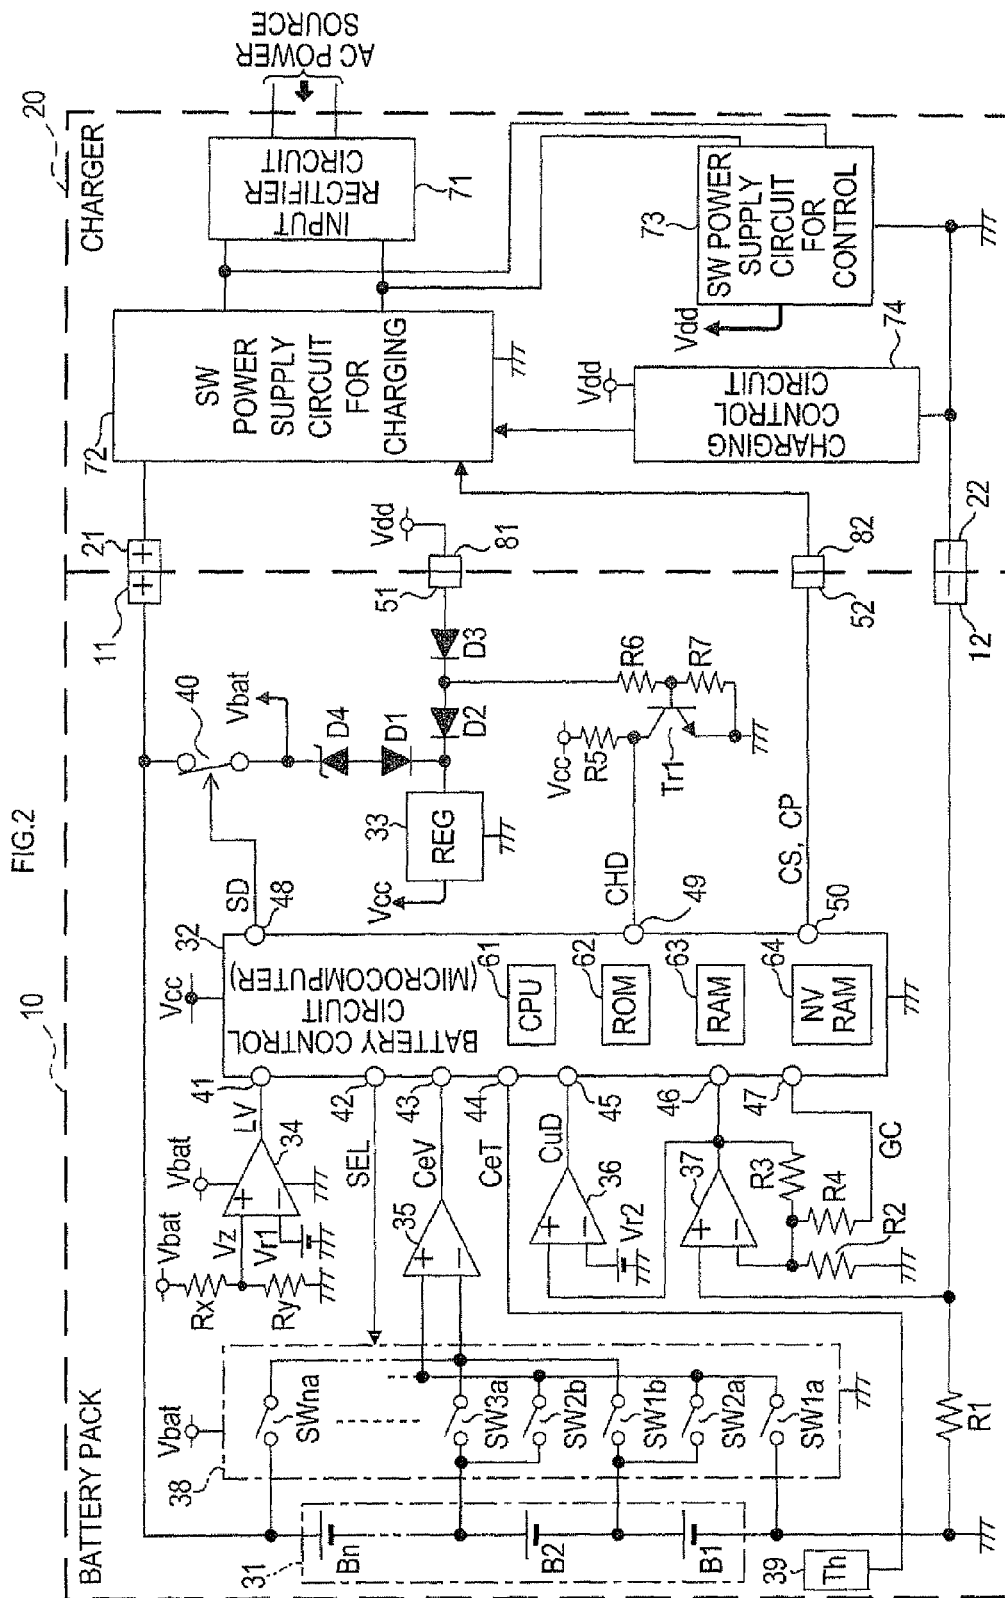 FIG.2
10
20
BATTERY PACK
CHARGER
AC POWER
SOURCE
INPUT
RECTIFIER
CIRCUIT
71
72
SW
POWER
SUPPLY
CIRCUIT
FOR
CHARGING
73
SW POWER
SUPPLY
CIRCUIT
FOR
CONTROL
Vdd
74
CHARGING
CONTROL
CIRCUIT
Vdd
11
+
+
21
Vdd
51
81
52
82
12
−
−
22
40
Vbat
D4
D1
D3
D2
33
REG
Vcc
Vcc
R5
R6
R7
Tr1
SD
48
CHD
49
CS, CP
50
32
Vcc
BATTERY CONTROL
CIRCUIT
(MICROCOMPUTER)
61
CPU
62
ROM
63
RAM
64
NV
RAM
41
42
43
44
45
46
47
LV
SEL
CeV
CeT
CuD
GC
Vbat
34
+
−
Vbat
Vz
Vr1
Rx
Ry
35
+
−
36
+
−
Vr2
37
+
−
R3
R4
R2
Vbat
38
SWna
SW3a
SW2b
SW1b
SW2a
SW1a
31
Bn
B2
B1
39
Th
R1